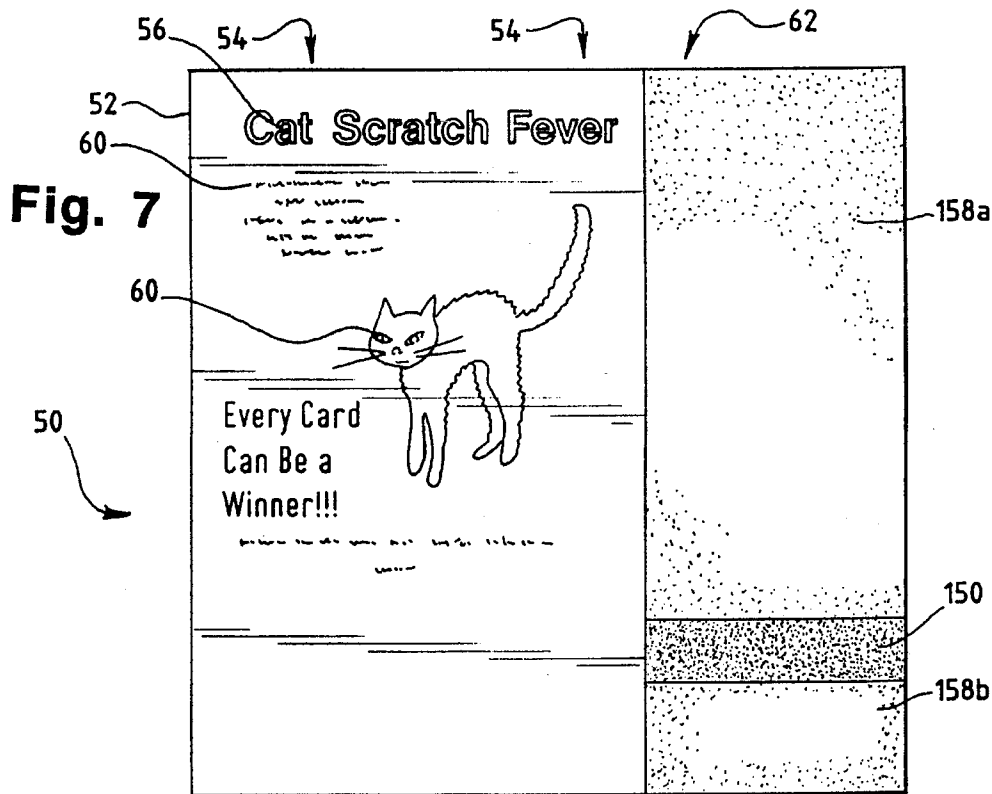 54 54 62
56
52
Cat Scratch Fever
60
Fig. 7
158a
60
Every Card
Can Be a
Winner!!!
50
150
158b